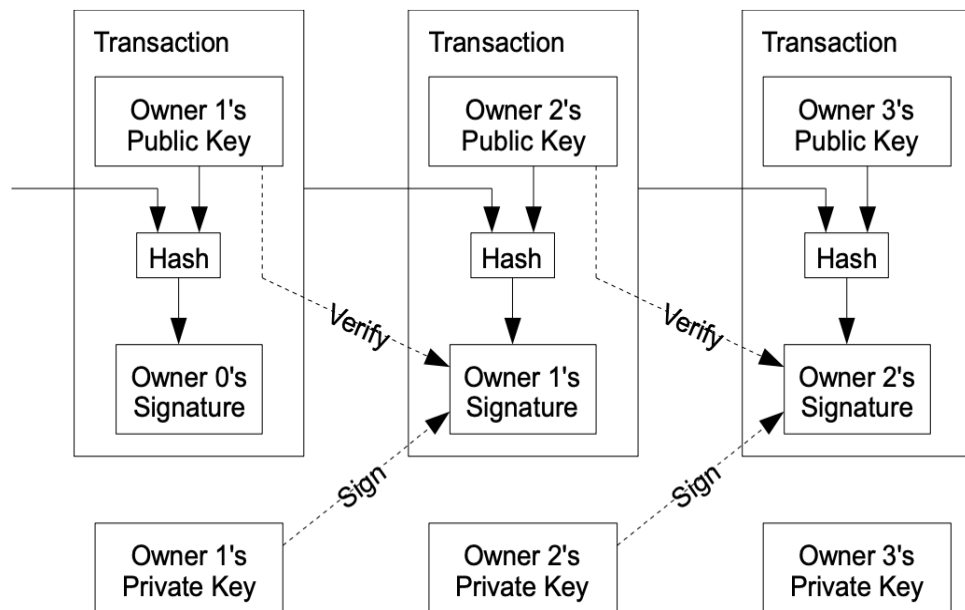 Transaction
Transaction
Transaction
Owner 1's
Public Key
Owner 2's
Public Key
Owner 3's
Public Key
Hash
Hash
Hash
Verify
Verify
Owner 0's
Signature
Owner 1's
Signature
Owner 2's
Signature
Sign
Sign
Owner 1's
Private Key
Owner 2's
Private Key
Owner 3's
Private Key